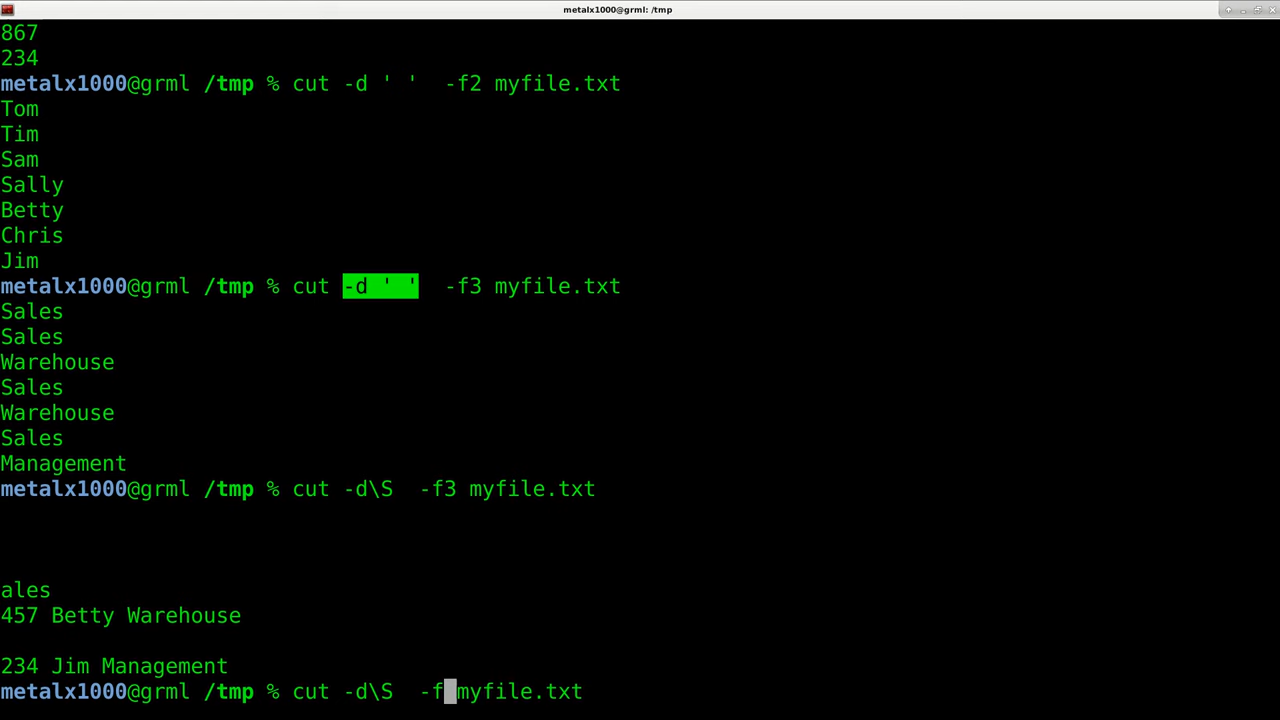 metalx1000@grml: /tmp
867
234
metalx1000@grml /tmp % cut -d ' '  -f2 myfile.txt
Tom
Tim
Sam
Sally
Betty
Chris
Jim
metalx1000@grml /tmp % cut -d ' '  -f3 myfile.txt
Sales
Sales
Warehouse
Sales
Warehouse
Sales
Management
metalx1000@grml /tmp % cut -d\S  -f3 myfile.txt
ales
457 Betty Warehouse
234 Jim Management
metalx1000@grml /tmp % cut -d\S  -f myfile.txt